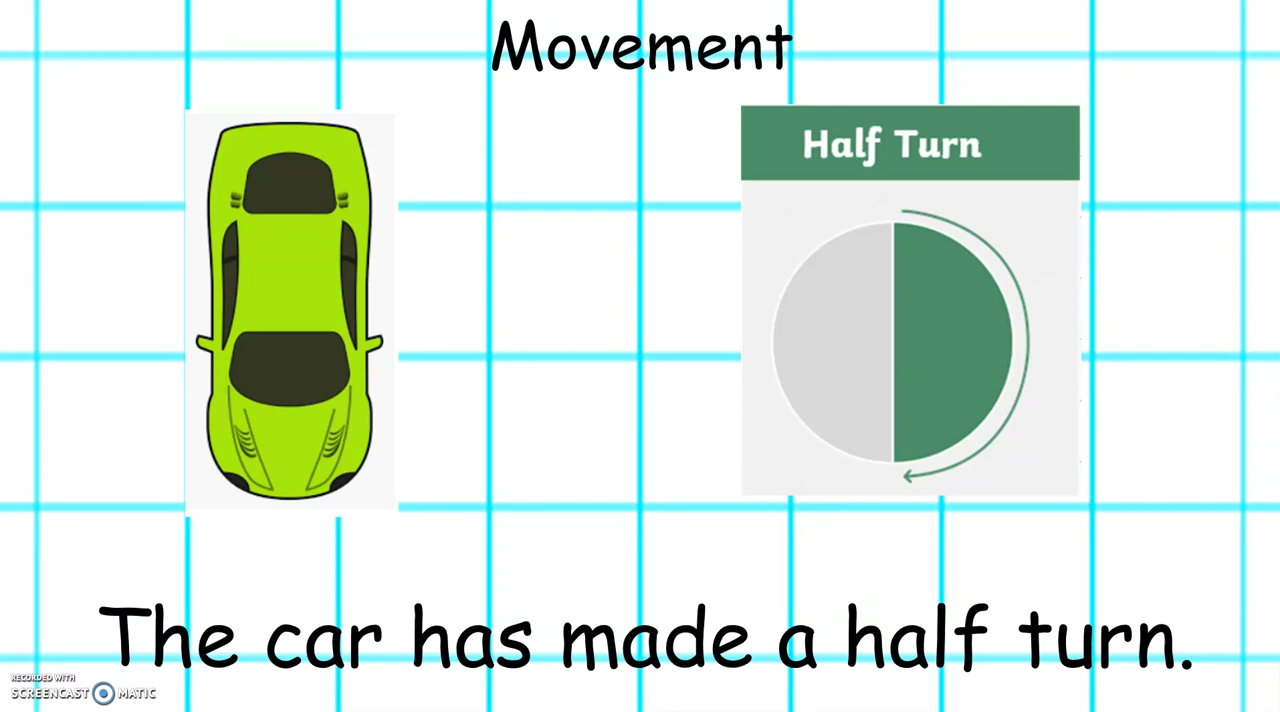 Movement
Half Turn
The car has made a half turn.
RECORDED WITH
SCREENCAST MATIC